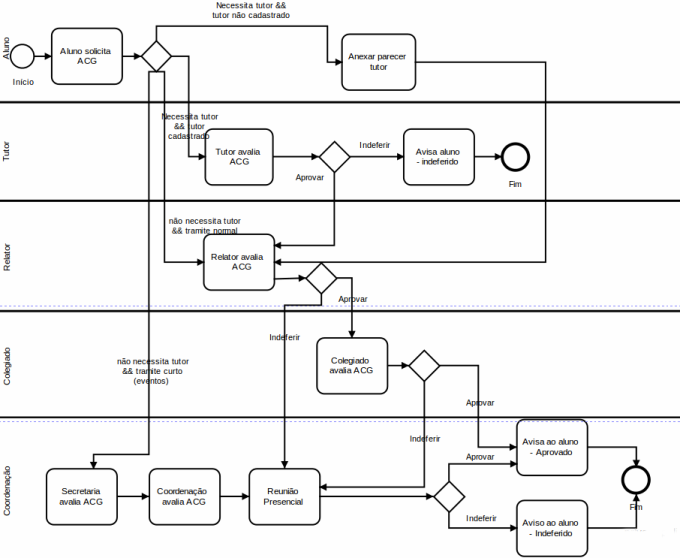 Necessita tutor &&
tutor não cadastrado
Aluno
Início
Aluno solicita
ACG
Anexar parecer
tutor
Necessita tutor
&& tutor
cadastrado
Tutor
Tutor avalia
ACG
Indeferir
Aprovar
Avisa aluno
- indeferido
Fim
não necessita tutor
&& tramite normal
Relator
Relator avalia
ACG
Aprovar
Indeferir
Colegiado
não necessita tutor
&& tramite curto
(eventos)
Colegiado
avalia ACG
Aprovar
Indeferir
Coordenação
Secretaria
avalia ACG
Coordenação
avalia ACG
Reunião
Presencial
Aprovar
Indeferir
Avisa ao aluno
- Aprovado
Aviso ao aluno
- Indeferido
Fim